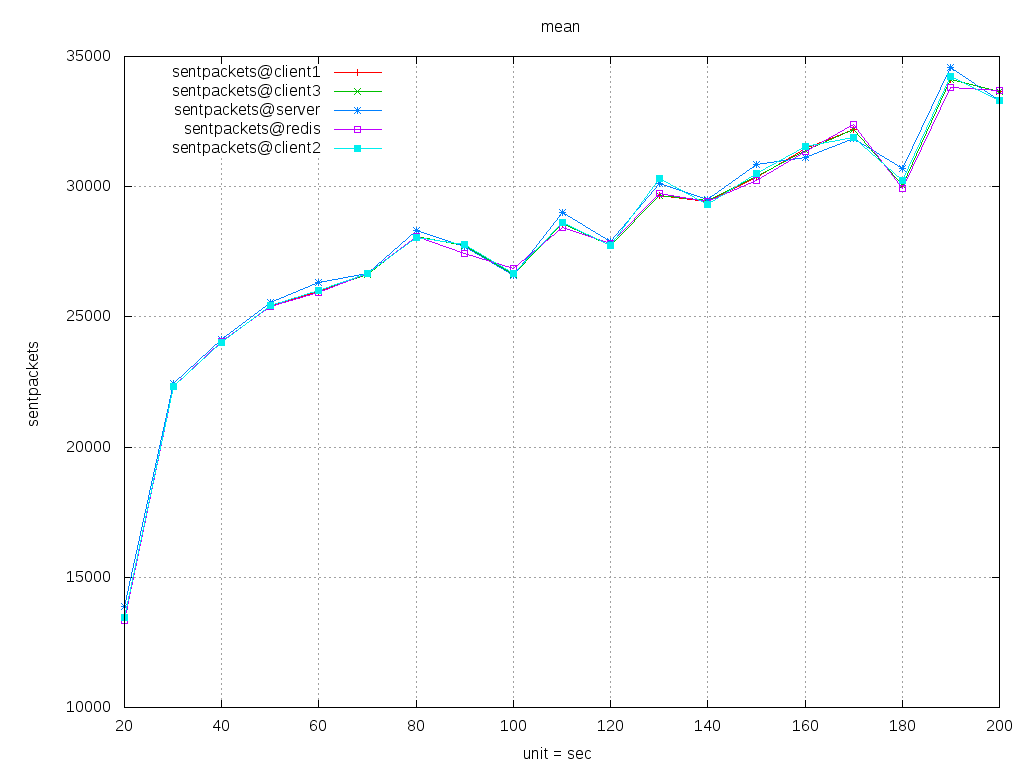 mean
35000
30000
25000
20000
15000
10000
sentpackets
sentpackets@client1
sentpackets@client3
sentpackets@server
sentpackets@redis
sentpackets@client2
20 40 60 80 100 120 140 160 180 200
unit = sec